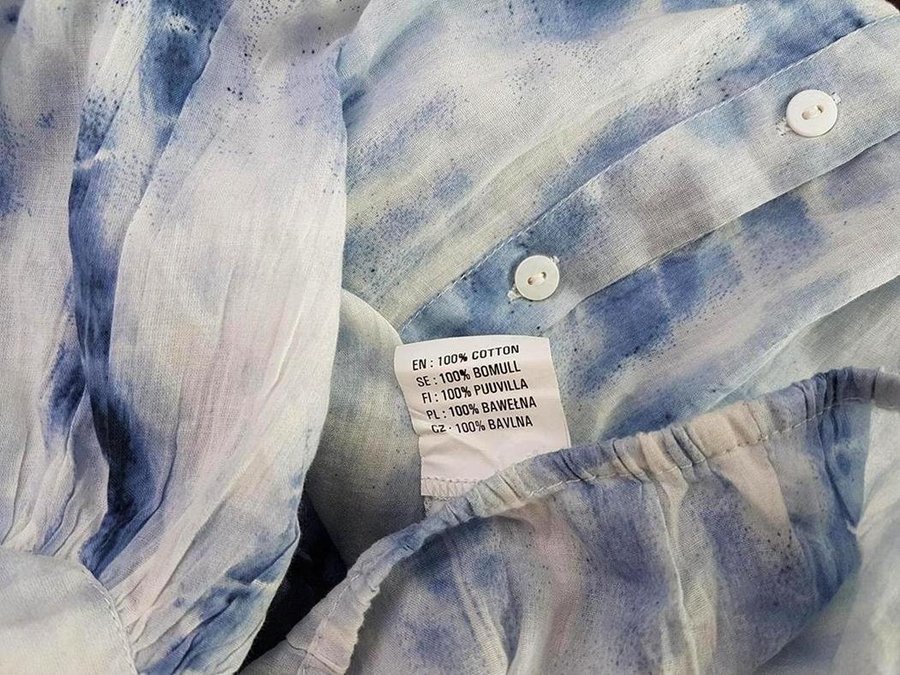 EN : 100% COTTON
SE : 100% BOMULL
FI : 100% PUUVILLA
PL : 100% BAWEŁNA
CZ : 100% BAVLNA